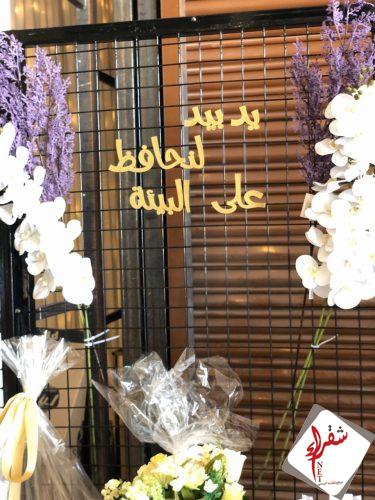 يد بيد
لنحافظ
على البيئة
شقراء
NET